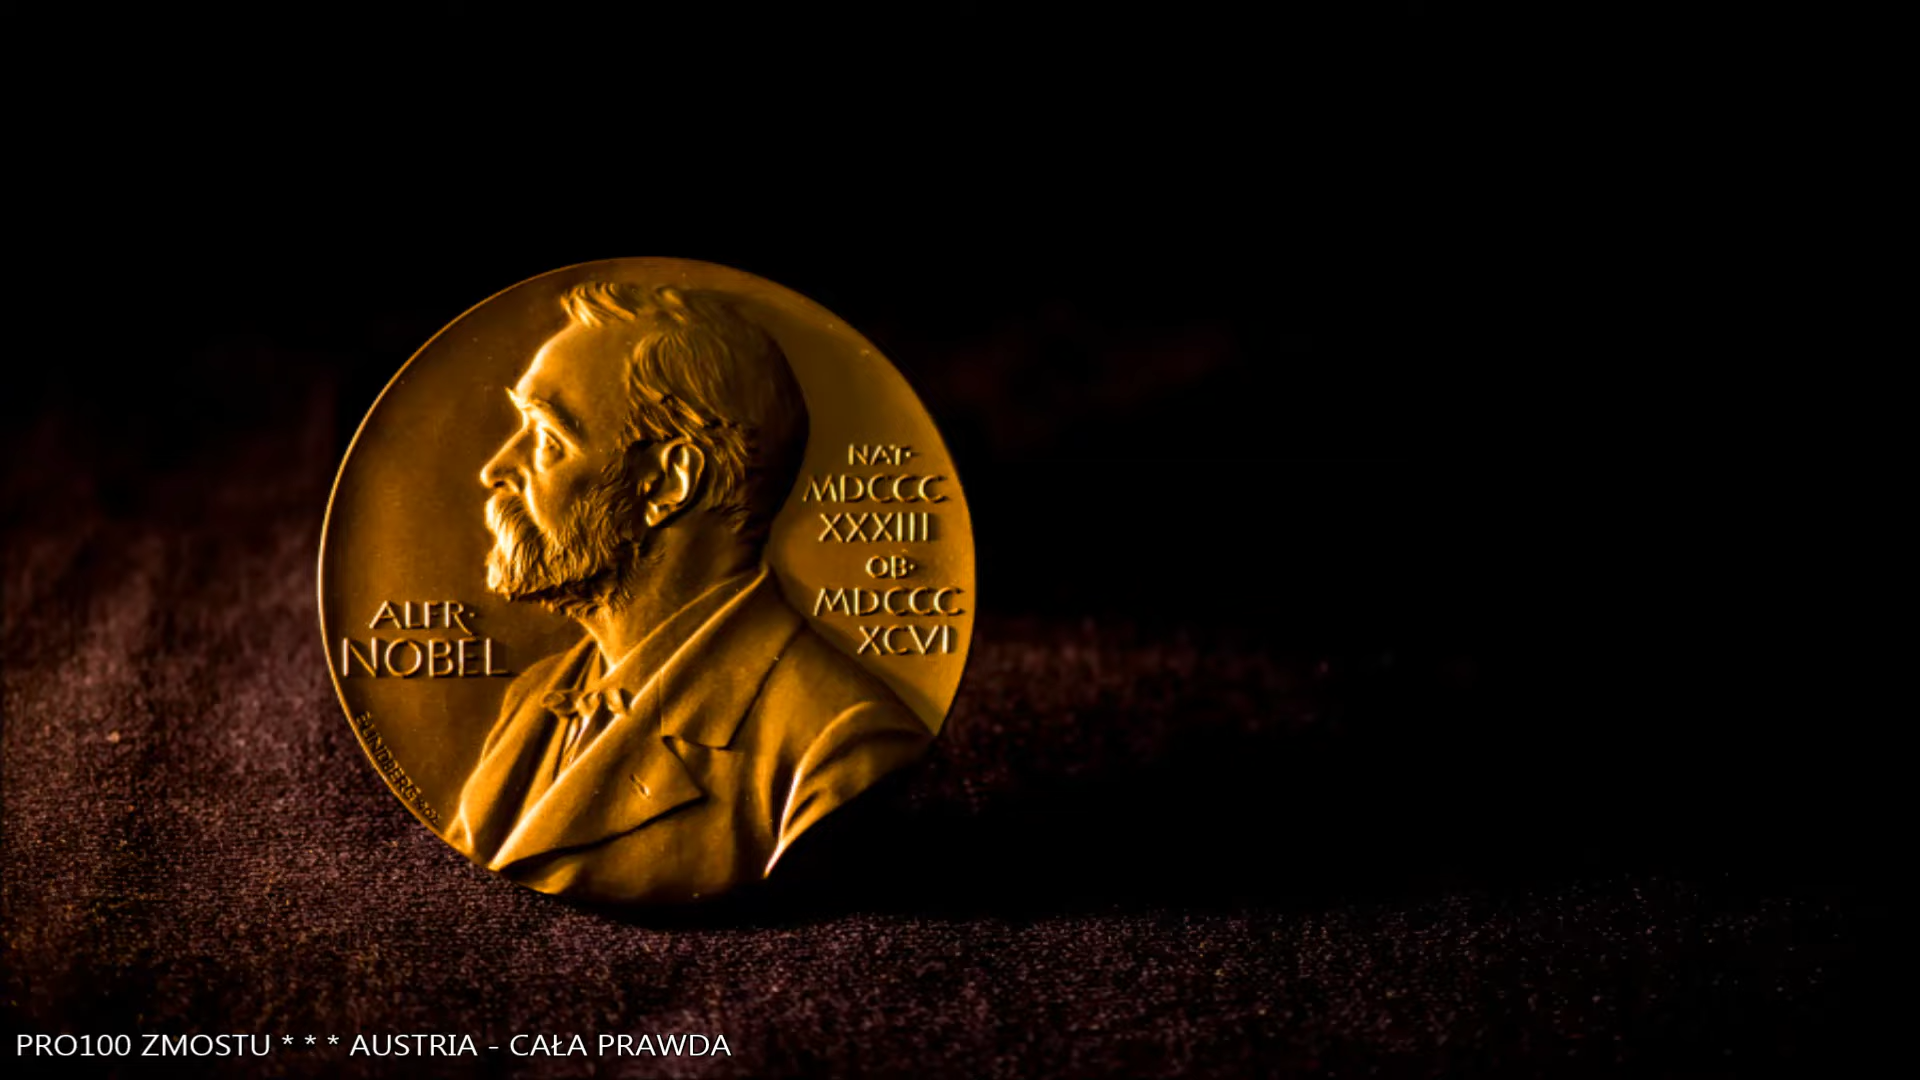 ALFR·
NOBEL
NAT·
MDCCC
XXXIII
OB·
MDCCC
XCVI
PRO100 ZMOSTU * * * AUSTRIA - CAŁA PRAWDA